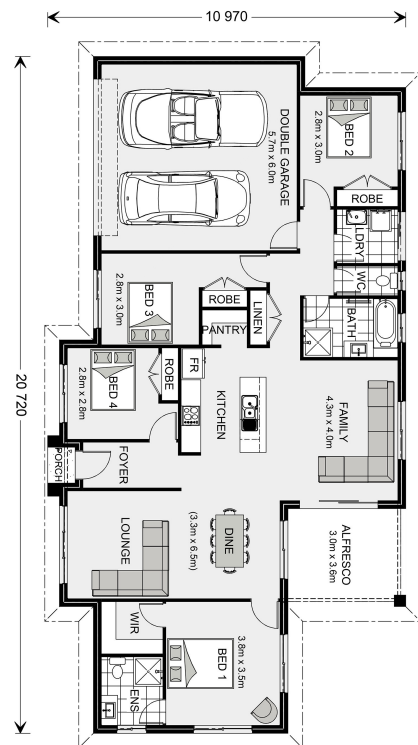 10 970
20 720
DOUBLE GARAGE
5.7m x 6.0m
BED 2
2.8m x 3.0m
ROBE
LDRY
WC
BATH
BED 3
2.8m x 3.0m
ROBE
LINEN
PANTRY
FR
ROBE
BED 4
2.8m x 2.8m
KITCHEN
FAMILY
4.3m x 4.0m
PORCH
FOYER
LOUNGE
DINE
(3.3m x 6.5m)
ALFRESCO
3.0m x 3.6m
WIR
BED 1
3.8m x 3.5m
ENS